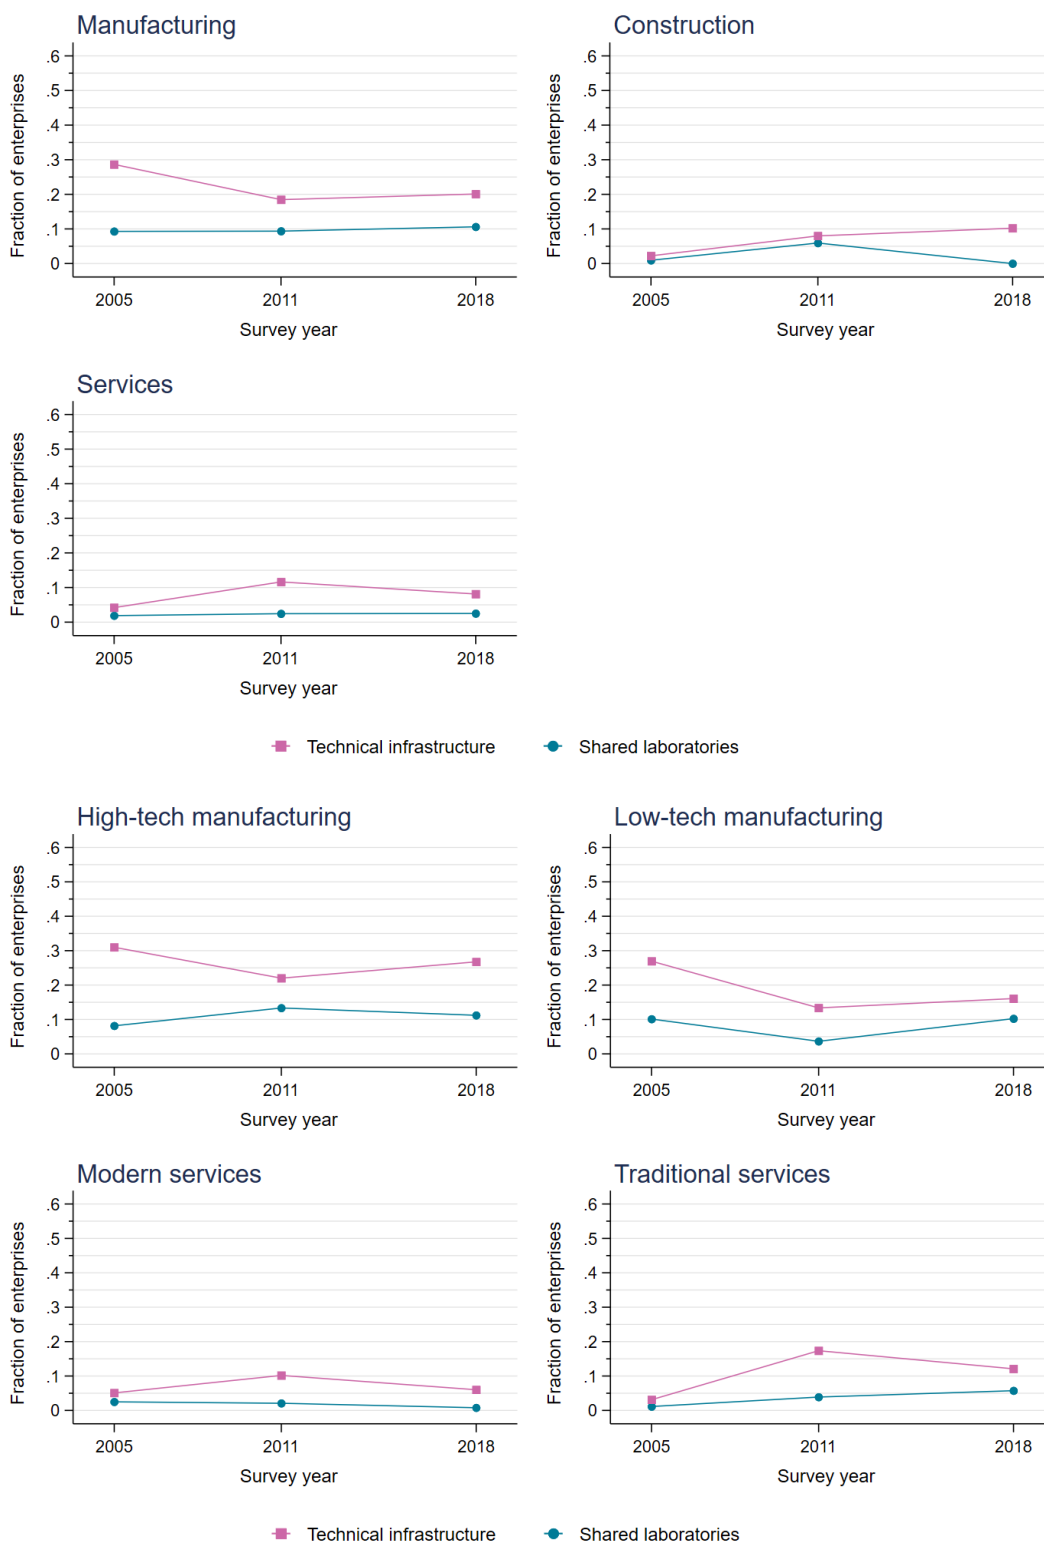 Manufacturing
Fraction of enterprises
.6
.5
.4
.3
.2
.1
0
2005 2011 2018
Survey year
Construction
Fraction of enterprises
.6
.5
.4
.3
.2
.1
0
2005 2011 2018
Survey year
Services
Fraction of enterprises
.6
.5
.4
.3
.2
.1
0
2005 2011 2018
Survey year
Technical infrastructure Shared laboratories
High-tech manufacturing
Fraction of enterprises
.6
.5
.4
.3
.2
.1
0
2005 2011 2018
Survey year
Low-tech manufacturing
Fraction of enterprises
.6
.5
.4
.3
.2
.1
0
2005 2011 2018
Survey year
Modern services
Fraction of enterprises
.6
.5
.4
.3
.2
.1
0
2005 2011 2018
Survey year
Traditional services
Fraction of enterprises
.6
.5
.4
.3
.2
.1
0
2005 2011 2018
Survey year
Technical infrastructure Shared laboratories